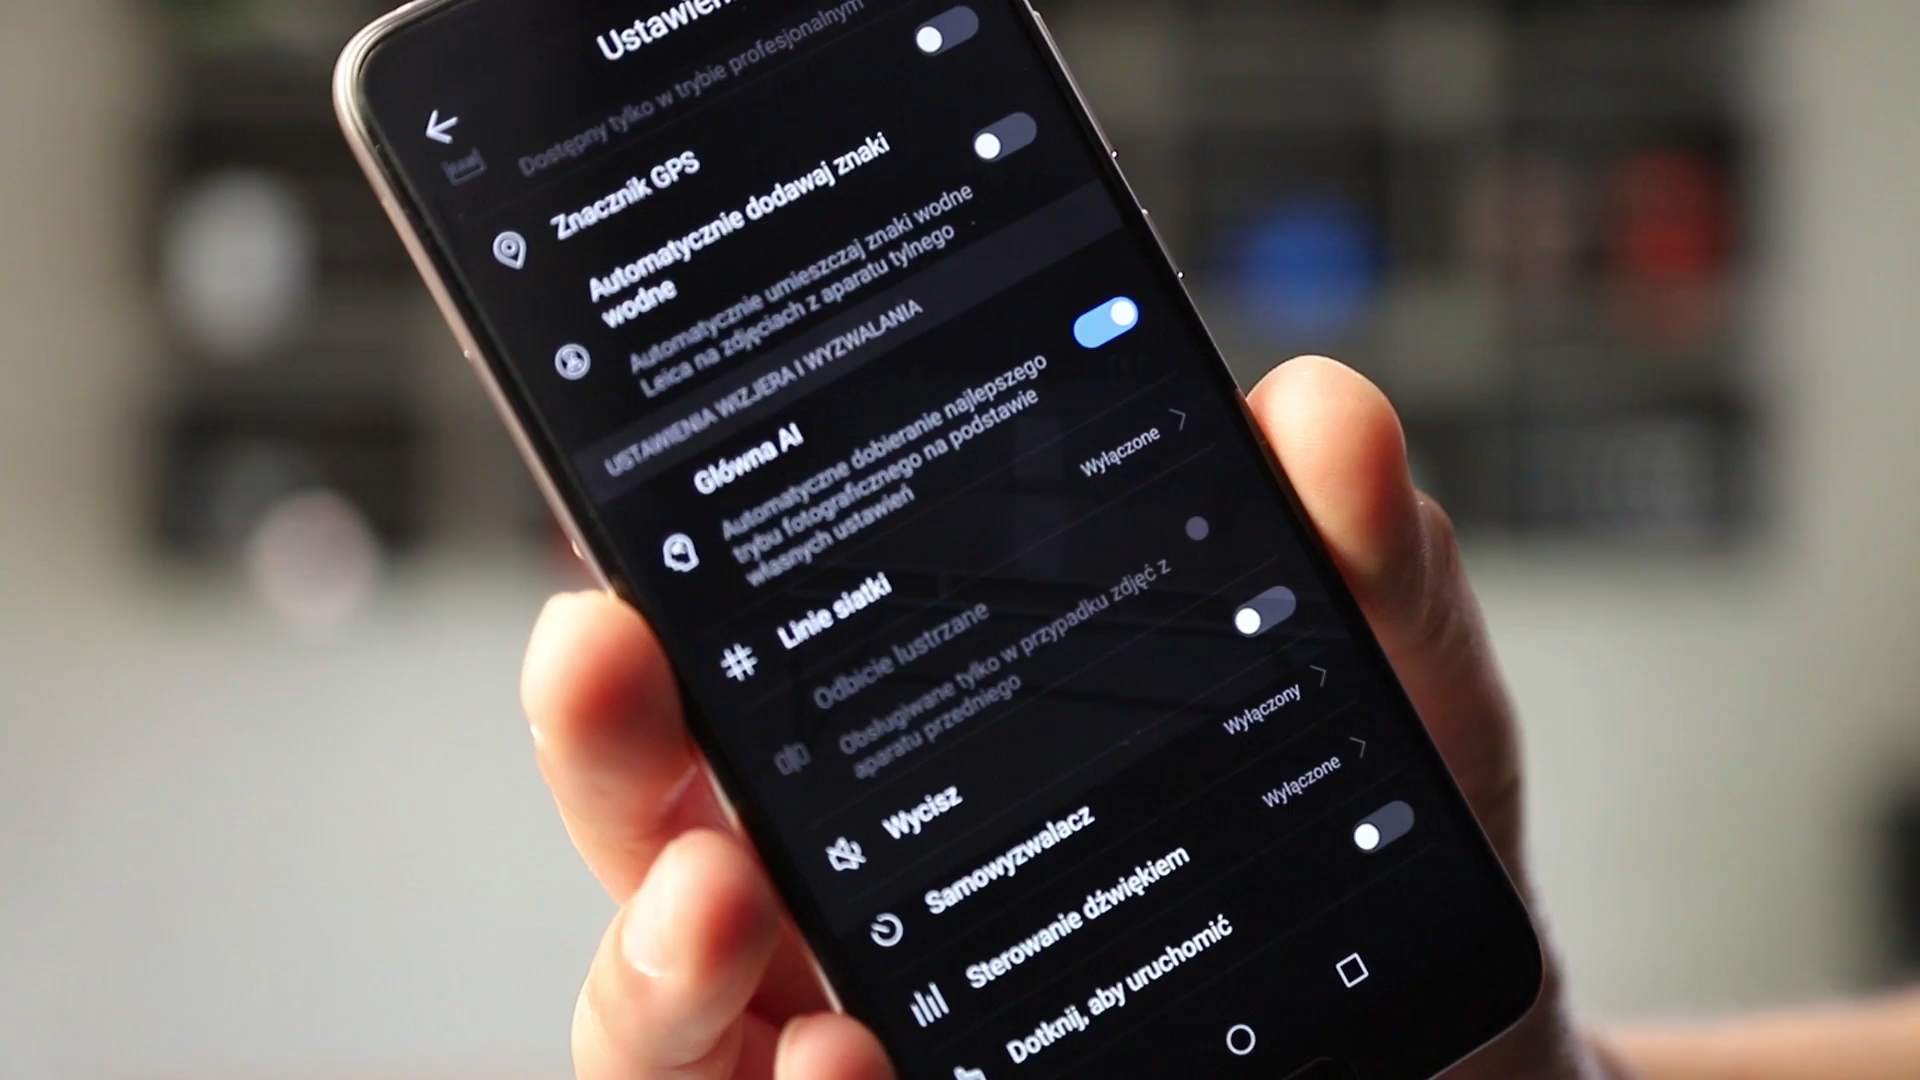 Dostępny tylko w trybie profesjonalnym
Znacznik GPS
Automatycznie dodawaj znaki
wodne
Automatycznie umieszczaj znaki wodne
Leica na zdjęciach z aparatu tylnego
USTAWIENIA WIZJERA I WYZWALANIA
Główna AI
Automatyczne dobieranie najlepszego
trybu fotograficznego na podstawie
własnych ustawień
Linie siatki
Wyłączone
Odbicie lustrzane
Obsługiwane tylko w przypadku zdjęć z
aparatu przedniego
Wycisz
Samowyzwalacz
Wyłączony
Sterowanie dźwiękiem
Wyłączone
Dotknij, aby uruchomić